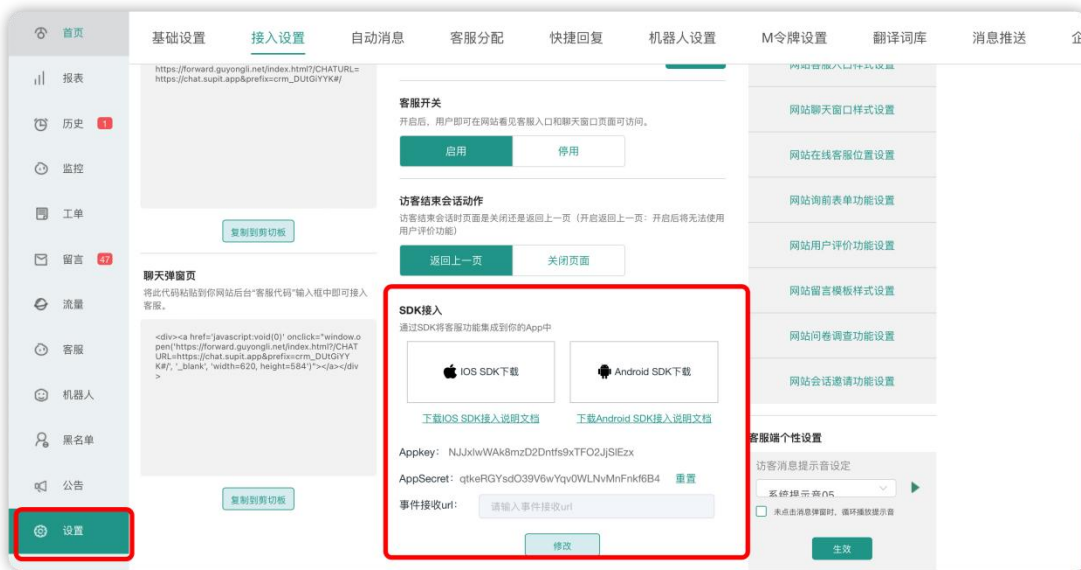 首页
报表
历史 1
监控
工单
留言 47
流量
客服
机器人
黑名单
公告
设置
基础设置 接入设置 自动消息 客服分配 快捷回复 机器人设置 M令牌设置 翻译词库 消息推送 企
https://forward.guyongli.net/index.html?/CHATURL=
https://chat.supit.app&prefix=crm_DUtGiYYK#/
复制到剪切板
聊天弹窗页
将此代码粘贴到你网站后台“客服代码”输入框中即可接入
客服。
<div><a href='javascript:void(0)' onclick="window.o
pen('https://forward.guyongli.net/index.html?/CHAT
URL=https://chat.supit.app&prefix=crm_DUtGiYY
K#/', '_blank', 'width=620, height=584')"></a></div
>
复制到剪切板
客服开关
开启后，用户即可在网站看见客服入口和聊天窗口页面可访问。
启用 停用
访客结束会话动作
访客结束会话时页面是关闭还是返回上一页（开启返回上一页：开启后将无法使用
用户评价功能）
返回上一页 关闭页面
SDK接入
通过SDK将客服功能集成到你的App中
IOS SDK下载 Android SDK下载
下载IOS SDK接入说明文档 下载Android SDK接入说明文档
Appkey： NJJxlwWAk8mzD2Dntfs9xTFO2JjSlEzx
AppSecret：qtkeRGYsdO39V6wYqv0WLNvMnFnkf6B4 重置
事件接收url： 请输入事件接收url
修改
网站客服入口样式设置
网站聊天窗口样式设置
网站在线客服位置设置
网站询前表单功能设置
网站用户评价功能设置
网站留言模板样式设置
网站问卷调查功能设置
网站会话邀请功能设置
客服端个性设置
访客消息提示音设定
系统提示音05
未点击消息弹窗时，循环播放提示音
生效